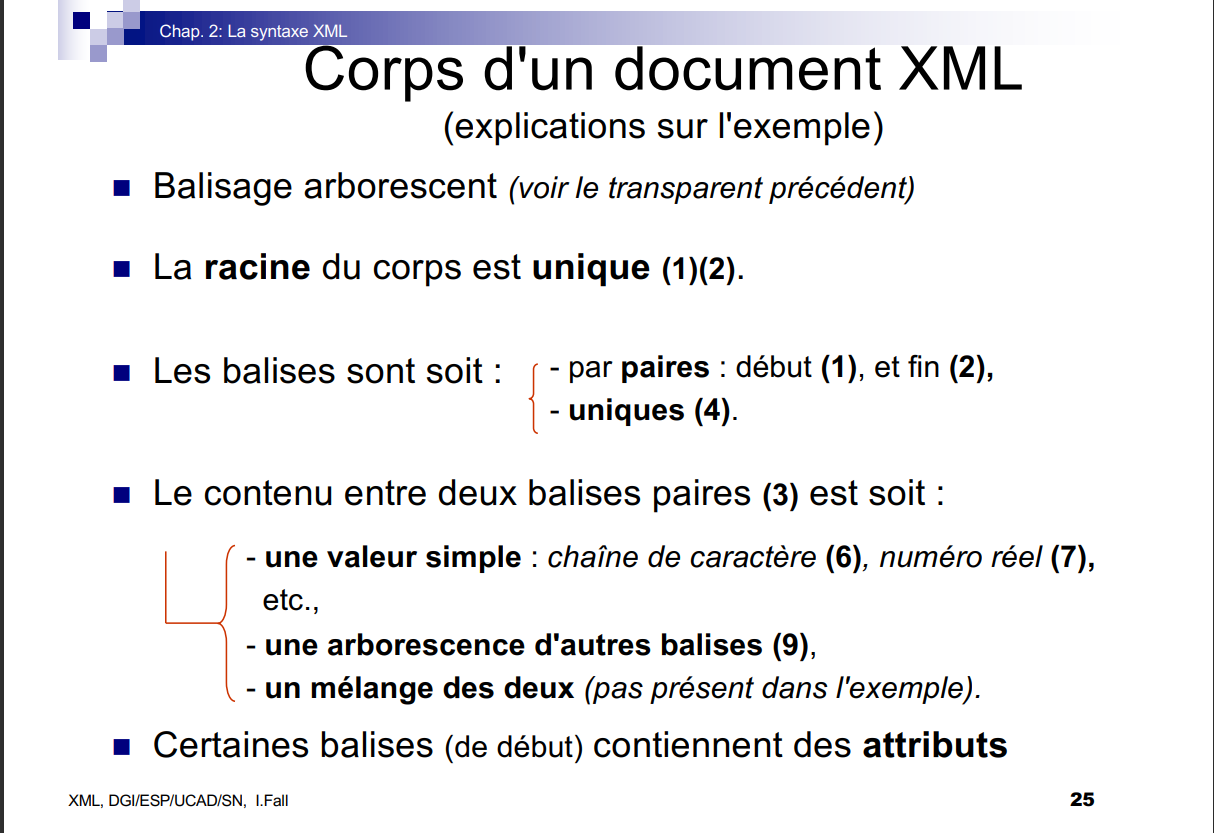 Chap. 2: La syntaxe XML
Corps d'un document XML
(explications sur l'exemple)
Balisage arborescent (voir le transparent précédent)
La racine du corps est unique (1)(2).
Les balises sont soit :
- par paires : début (1), et fin (2),
- uniques (4).
Le contenu entre deux balises paires (3) est soit :
- une valeur simple : chaîne de caractère (6), numéro réel (7),
etc.,
- une arborescence d'autres balises (9),
- un mélange des deux (pas présent dans l'exemple).
Certaines balises (de début) contiennent des attributs
XML, DGI/ESP/UCAD/SN, I.Fall
25